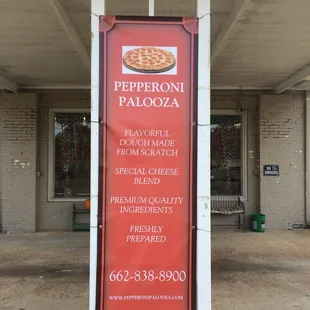 PEPPERONI
PALOOZA
FLAVORFUL
DOUGH MADE
FROM SCRATCH
SPECIAL CHEESE
BLEND
PREMIUM QUALITY
INGREDIENTS
FRESHLY
PREPARED
662-838-8900
WWW.PEPPERONIPALOOZA.COM